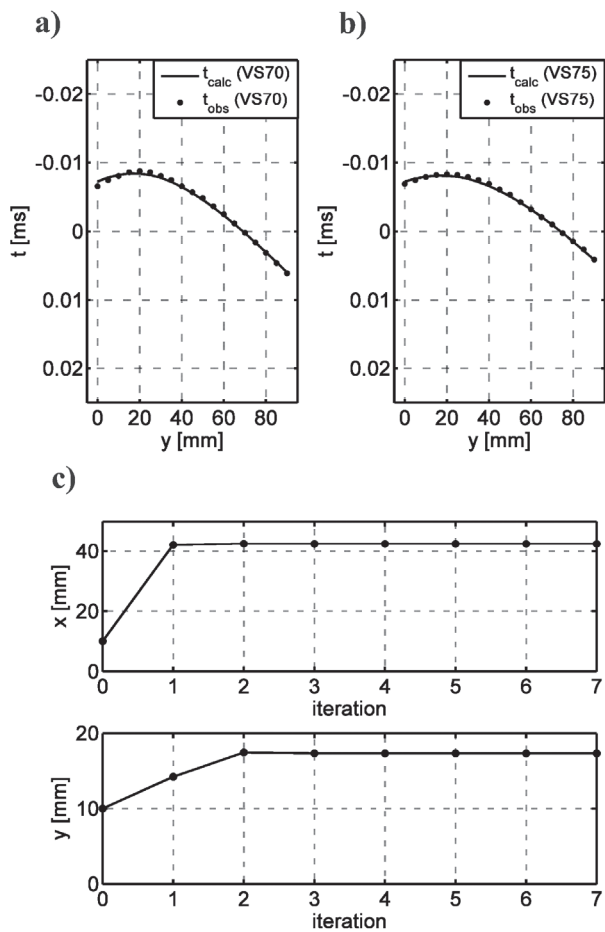 a)
b)
t_calc (VS70)
t_obs (VS70)
t_calc (VS75)
t_obs (VS75)
-0.02
-0.01
0
0.01
0.02
t [ms]
0 20 40 60 80
y [mm]
-0.02
-0.01
0
0.01
0.02
t [ms]
0 20 40 60 80
y [mm]
c)
40
20
0
x [mm]
0 1 2 3 4 5 6 7
iteration
20
10
0
y [mm]
0 1 2 3 4 5 6 7
iteration